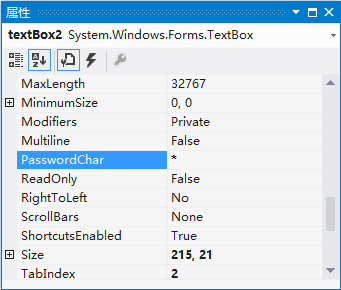 属性
textBox2 System.Windows.Forms.TextBox
MaxLength 32767
MinimumSize 0, 0
Modifiers Private
Multiline False
PasswordChar *
ReadOnly False
RightToLeft No
ScrollBars None
ShortcutsEnabled True
Size 215, 21
TabIndex 2